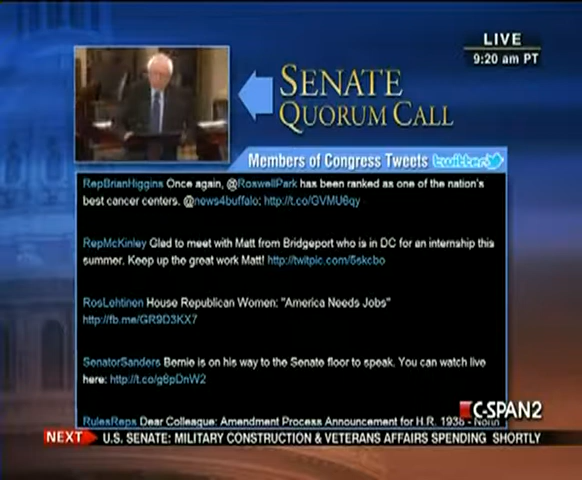 LIVE
9:20 am PT
SENATE
QUORUM CALL
Members of Congress Tweets twitter
RepBrianHiggins Once again, @RoswellPark has been ranked as one of the nation's
best cancer centers. @news4buffalo: http://t.co/GVMU6qy
RepMcKinley Glad to meet with Matt from Bridgeport who is in DC for an internship this
summer. Keep up the great work Matt! http://twitpic.com/5skcbo
RosLehtinen House Republican Women: "America Needs Jobs"
http://fb.me/GR9D3KX7
SenatorSanders Bernie is on his way to the Senate floor to speak. You can watch live
here: http://t.co/g6pDnW2
RulesReps Dear Colleague: Amendment Process Announcement for H.R. 1938 - North
C-SPAN2
NEXT U.S. SENATE: MILITARY CONSTRUCTION & VETERANS AFFAIRS SPENDING SHORTLY